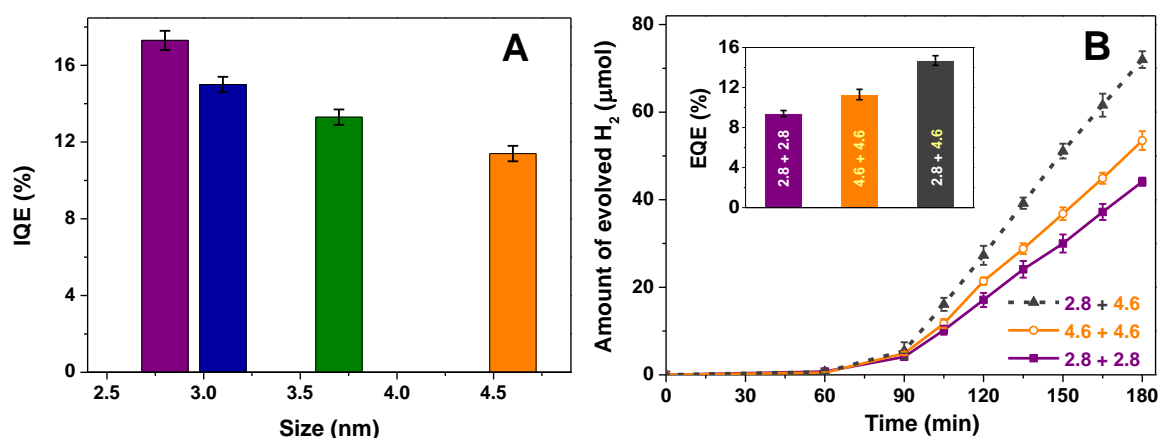 A
IQE (%)
16
12
8
4
0
2.5
3.0
3.5
4.0
4.5
Size (nm)
B
Amount of evolved H₂ (μmol)
80
60
40
20
0
0
30
60
90
120
150
180
Time (min)
EQE (%)
16
12
8
4
0
2.8 + 2.8
4.6 + 4.6
2.8 + 4.6
2.8 + 4.6
4.6 + 4.6
2.8 + 2.8